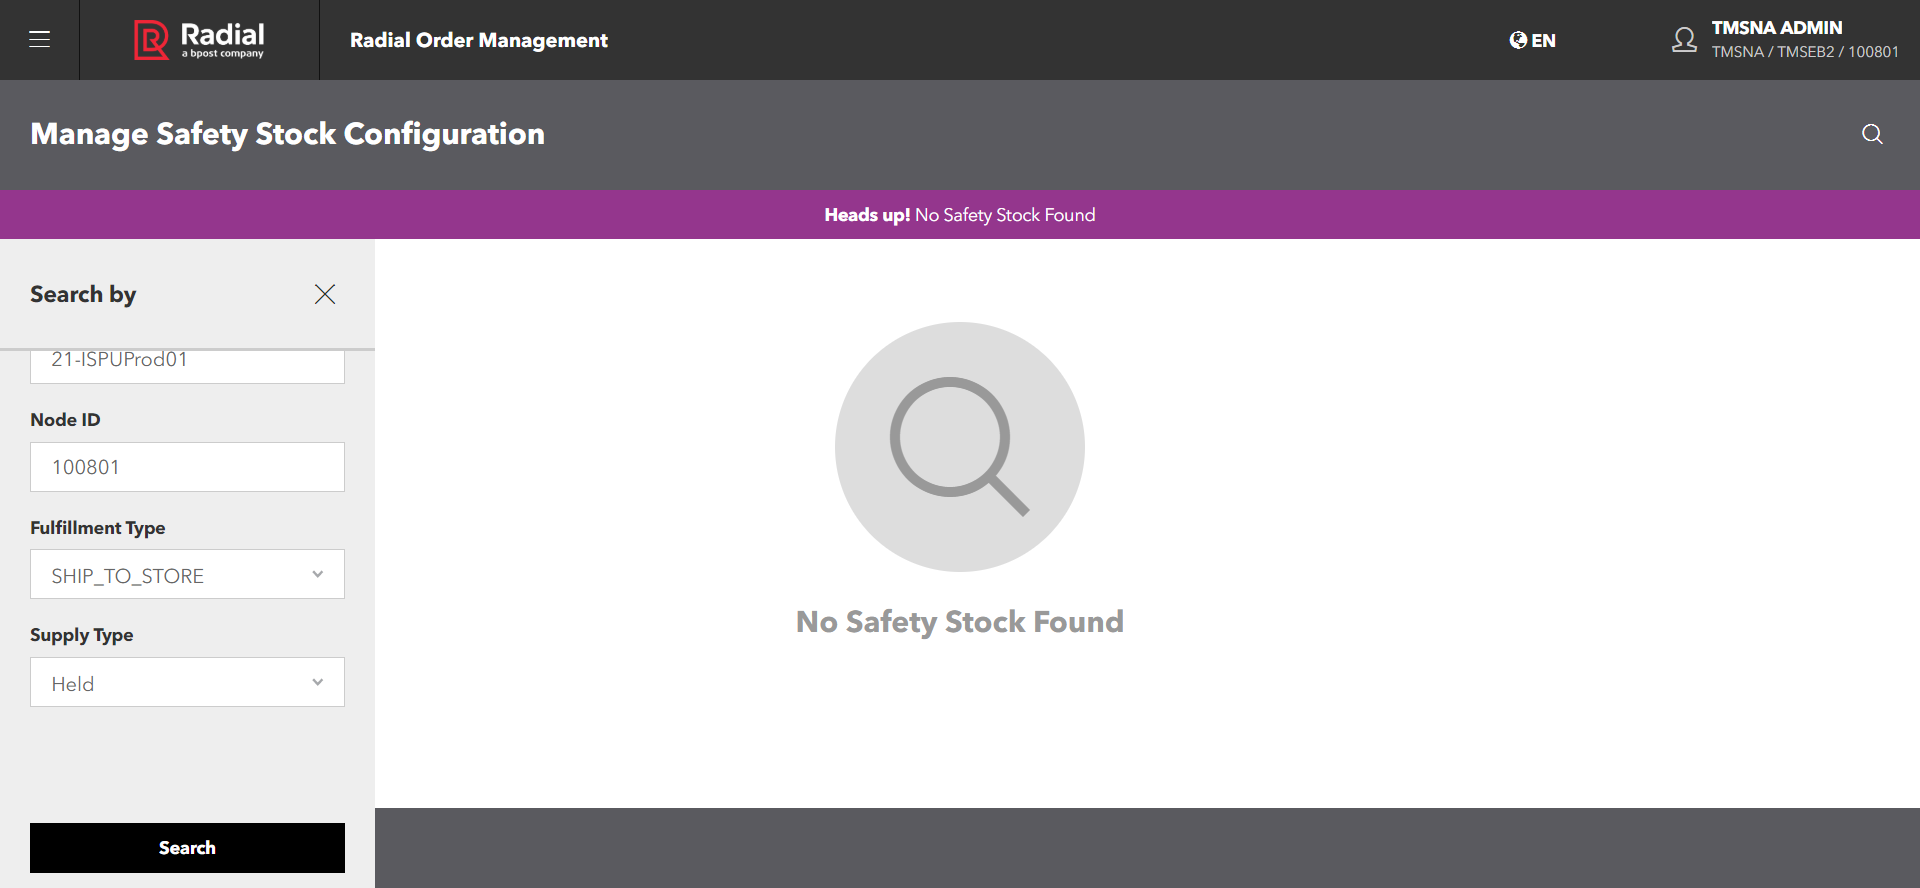 Radial
a bpost company
Radial Order Management
EN
TMSNA ADMIN
TMSNA / TMSEB2 / 100801
Manage Safety Stock Configuration
Heads up! No Safety Stock Found
Search by
21-ISPUProd01
Node ID
100801
Fulfillment Type
SHIP_TO_STORE
Supply Type
Held
Search
No Safety Stock Found